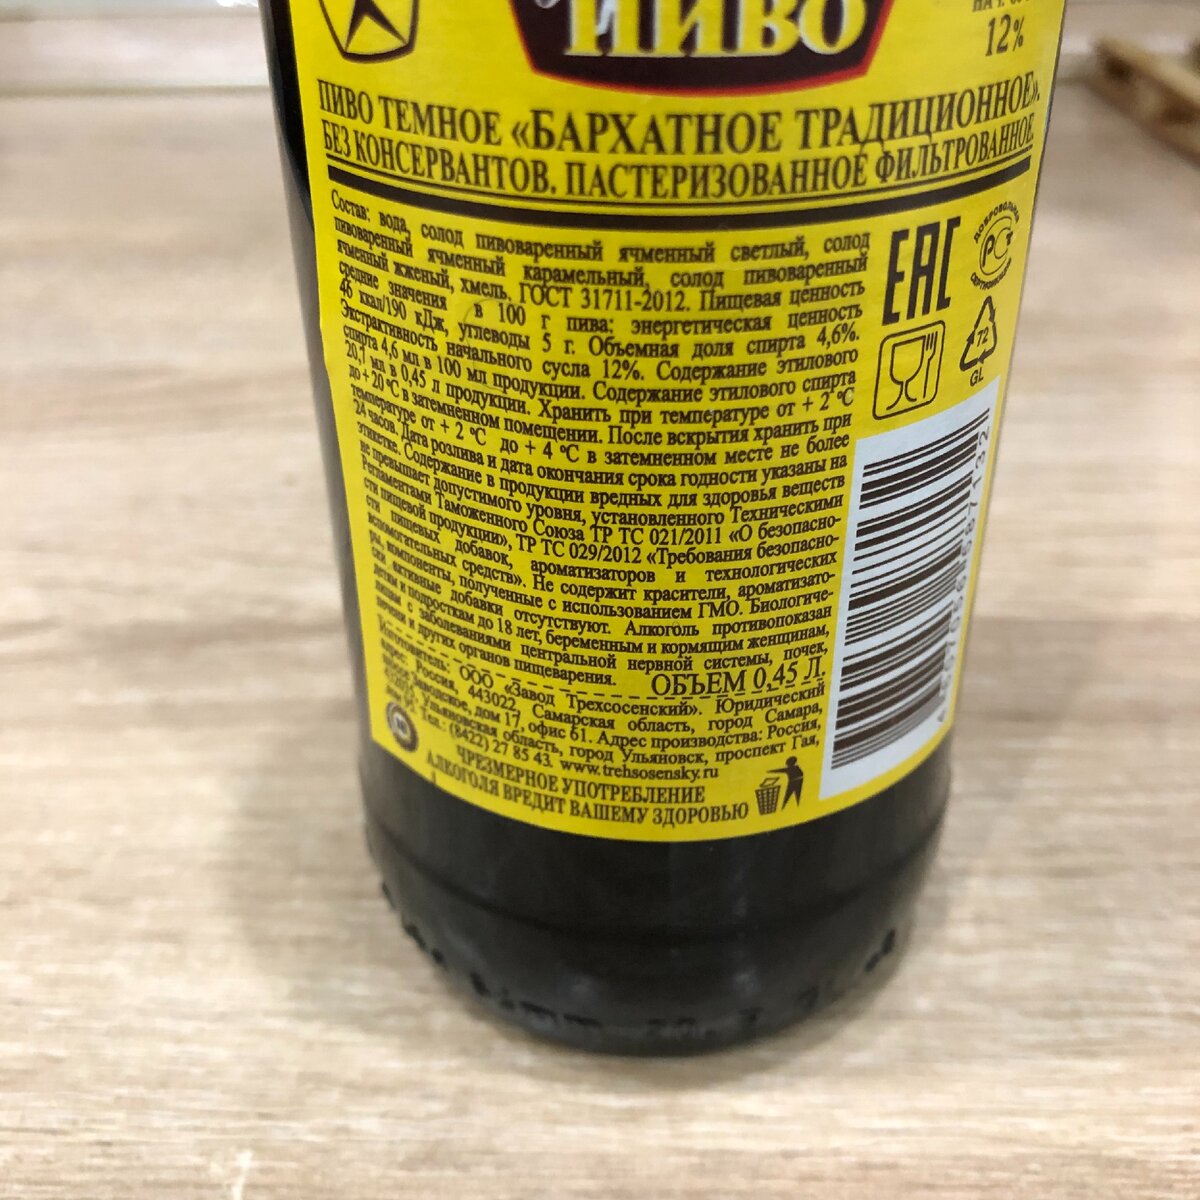 ПИВО
12%
ПИВО ТЕМНОЕ «БАРХАТНОЕ ТРАДИЦИОННОЕ».
БЕЗ КОНСЕРВАНТОВ. ПАСТЕРИЗОВАННОЕ ФИЛЬТРОВАННОЕ
Состав: вода, солод пивоваренный ячменный светлый, солод
пивоваренный ячменный карамельный, солод пивоваренный
ячменный жженый, хмель. ГОСТ 31711-2012. Пищевая ценность
средние значения в 100 г пива: энергетическая ценность
46 ккал/190 кДж, углеводы 5 г. Объемная доля спирта 4,6%.
Экстрактивность начального сусла 12%. Содержание этилового
спирта 4,6 мл в 100 мл продукции. Содержание этилового спирта
20,7 мл в 0,45 л продукции. Хранить при температуре от + 2 °С
до + 20 °С в затемненном помещении. После вскрытия хранить при
температуре от + 2 °С до + 4 °С в затемненном месте не более
24 часов. Дата розлива и дата окончания срока годности указаны на
этикетке. Содержание в продукции вредных для здоровья веществ
не превышает допустимого уровня, установленного Техническими
Регламентами Таможенного Союза ТР ТС 021/2011 «О безопасно-
сти пищевой продукции», ТР ТС 029/2012 «Требования безопасно-
сти пищевых добавок, ароматизаторов и технологических
вспомогательных средств». Не содержит красители, ароматизато-
ры, компоненты, полученные с использованием ГМО. Биологиче-
ски активные добавки отсутствуют. Алкоголь противопоказан
детям и подросткам до 18 лет, беременным и кормящим женщинам,
лицам с заболеваниями центральной нервной системы, почек,
печени и других органов пищеварения.
ОБЪЕМ 0,45 Л.
Изготовитель: ООО «Завод Трехсосенский». Юридический
адрес: Россия, 443022, Самарская область, город Самара,
Заводское, дом 17, офис 61. Адрес производства: Россия,
Ульяновская область, город Ульяновск, проспект Гая,
Тел.: (8422) 27 85 43. www.trehsosensky.ru
ЧРЕЗМЕРНОЕ УПОТРЕБЛЕНИЕ
АЛКОГОЛЯ ВРЕДИТ ВАШЕМУ ЗДОРОВЬЮ
ЕАС
ДОБРОВОЛЬНАЯ
РСТ
72
GL